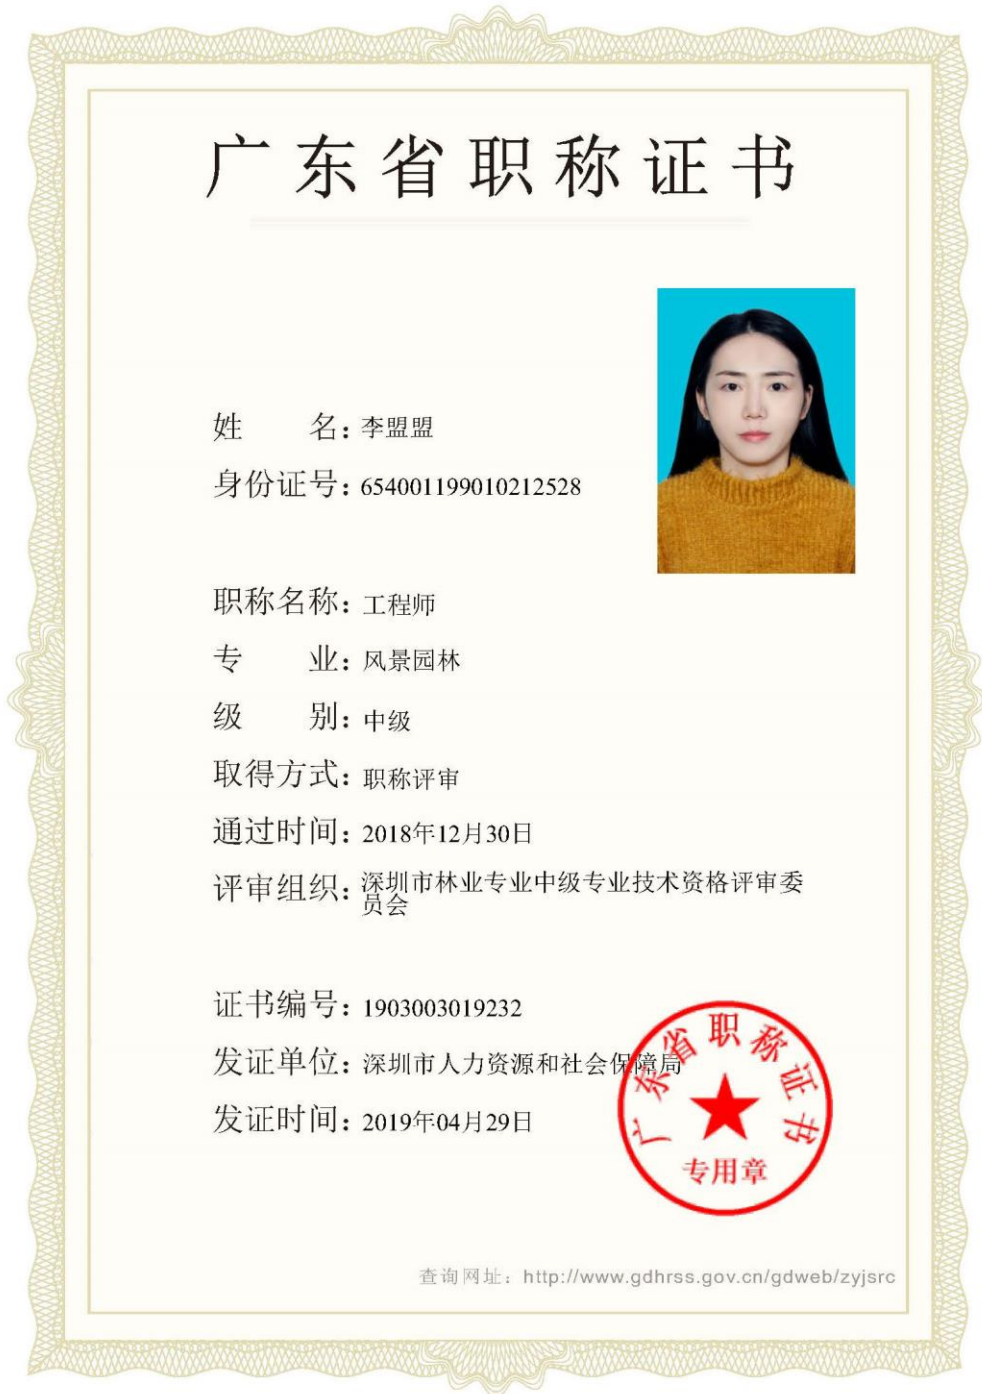 广东省职称证书
姓 名：李盟盟
身份证号：654001199010212528
职称名称：工程师
专 业：风景园林
级 别：中级
取得方式：职称评审
通过时间：2018年12月30日
评审组织：深圳市林业专业中级专业技术资格评审委
员会
证书编号：1903003019232
发证单位：深圳市人力资源和社会保障局
发证时间：2019年04月29日
广东省职称证书
专用章
查询网址：http://www.gdhrss.gov.cn/gdweb/zyjsrc